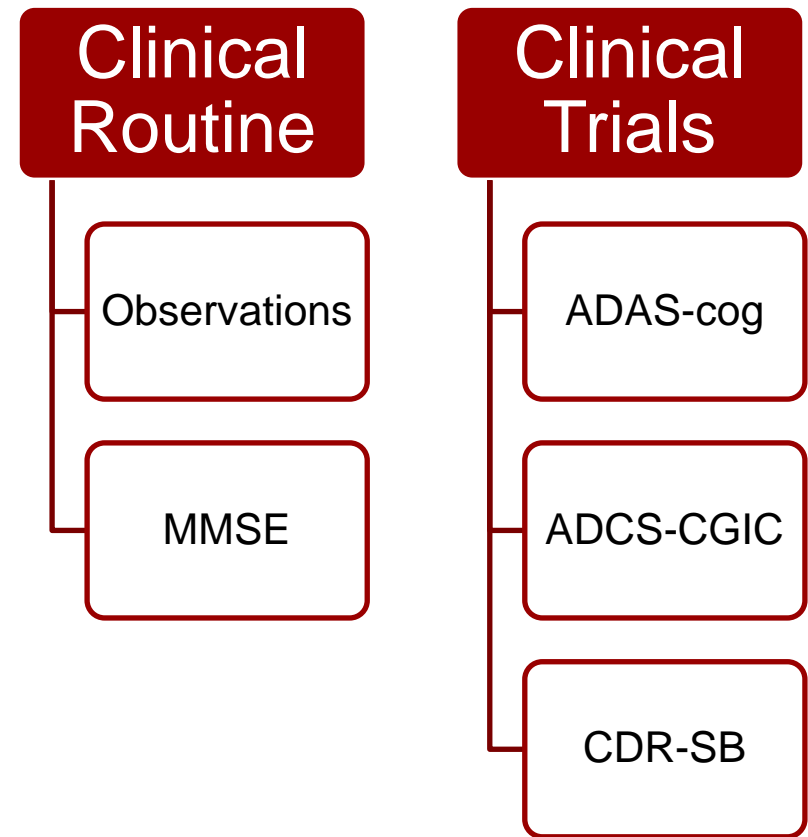 Clinical
Routine
Observations
MMSE
Clinical
Trials
ADAS-cog
ADCS-CGIC
CDR-SB